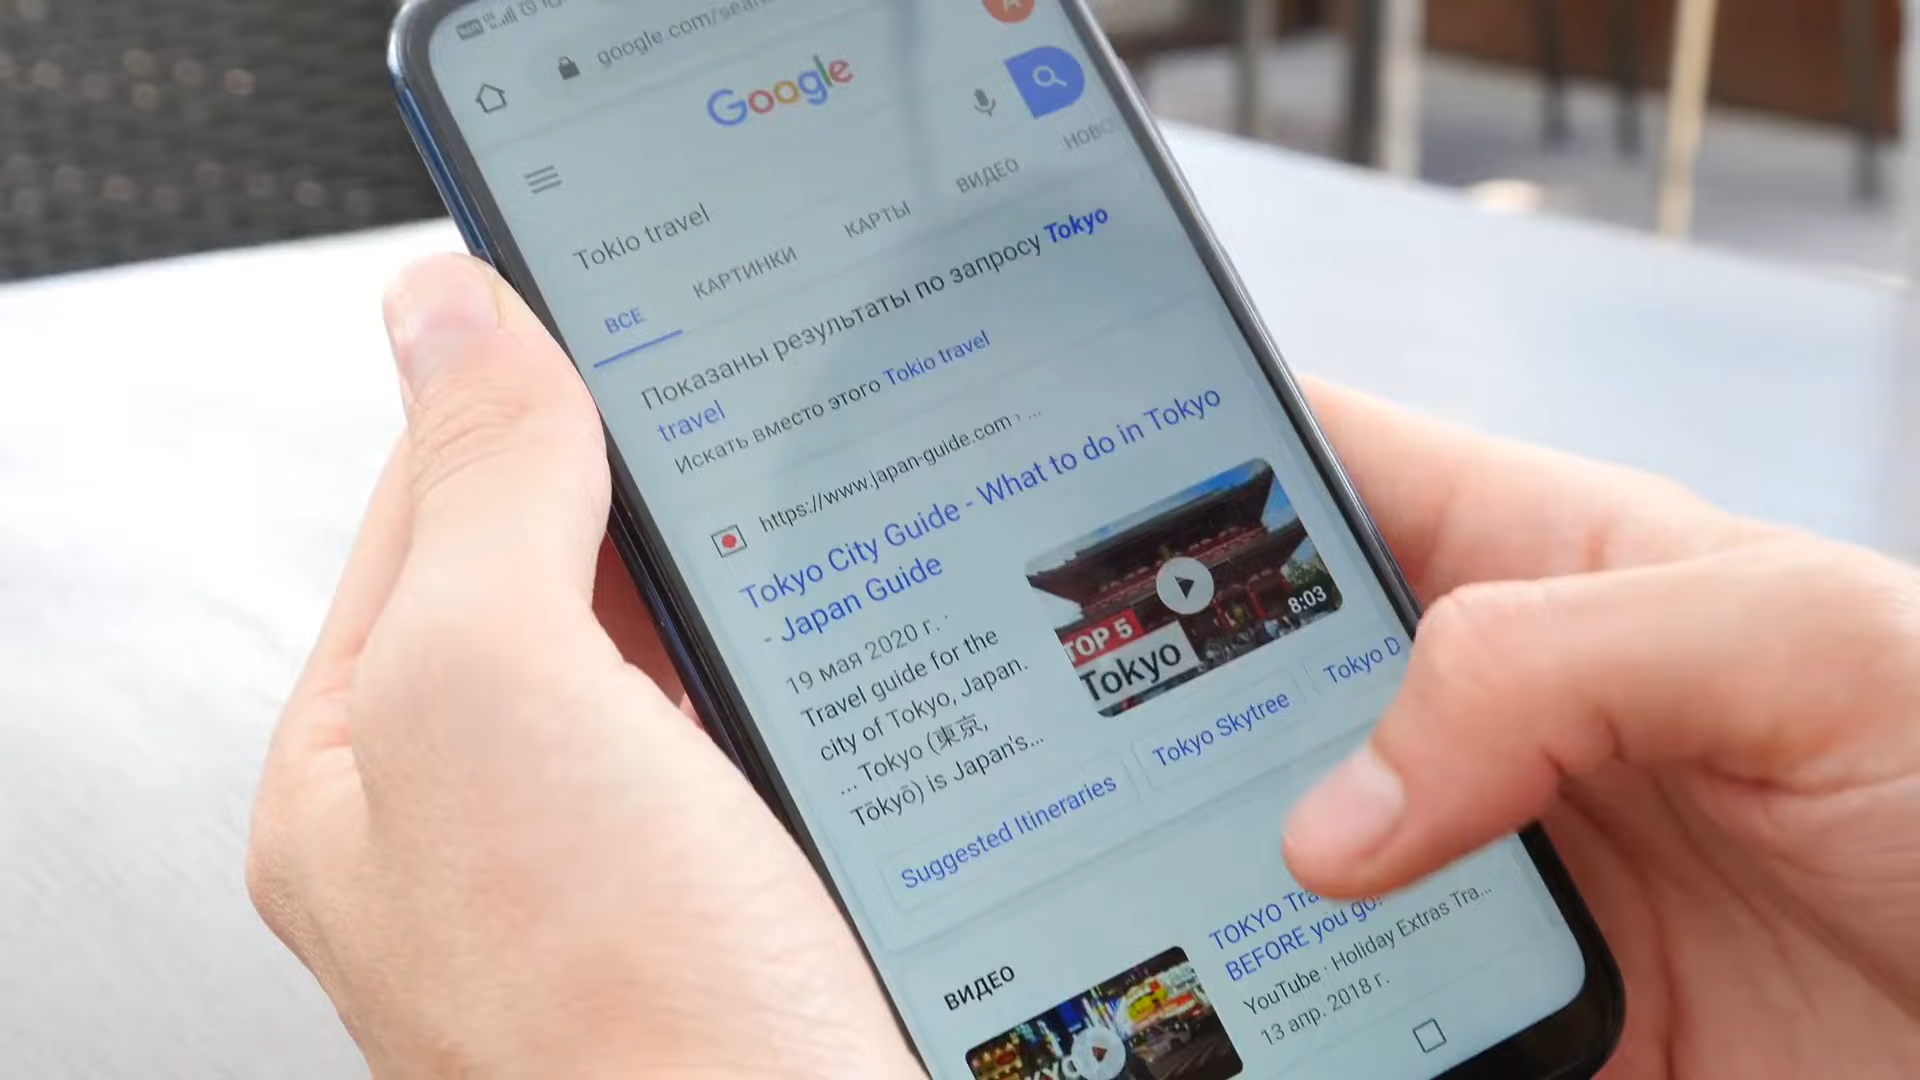 google.com/sear
A
Google
Tokio travel
ВСЕ
КАРТИНКИ
КАРТЫ
ВИДЕО
НОВО
Показаны результаты по запросу Tokyo
travel
Искать вместо этого Tokio travel
https://www.japan-guide.com › ...
Tokyo City Guide - What to do in Tokyo
- Japan Guide
19 мая 2020 г. ·
Travel guide for the
city of Tokyo, Japan.
... Tokyo (東京,
Tōkyō) is Japan's...
TOP 5
Tokyo
8:03
Suggested Itineraries
Tokyo Skytree
Tokyo D
ВИДЕО
TOKYO Tra
BEFORE you go!
YouTube · Holiday Extras Tra...
13 апр. 2018 г.